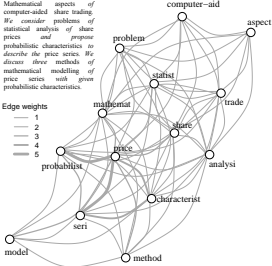 Mathematical aspects of
computer-aided share trading.
We consider problems of
statistical analysis of share
prices and propose
probabilistic characteristics to
describe the price series. We
discuss three methods of
mathematical modelling of
price series with given
probabilistic characteristics.
Edge weights
1
2
3
4
5
computer-aid
aspect
problem
statist
trade
mathemat
share
price
probabilist
analysi
characterist
seri
model
method